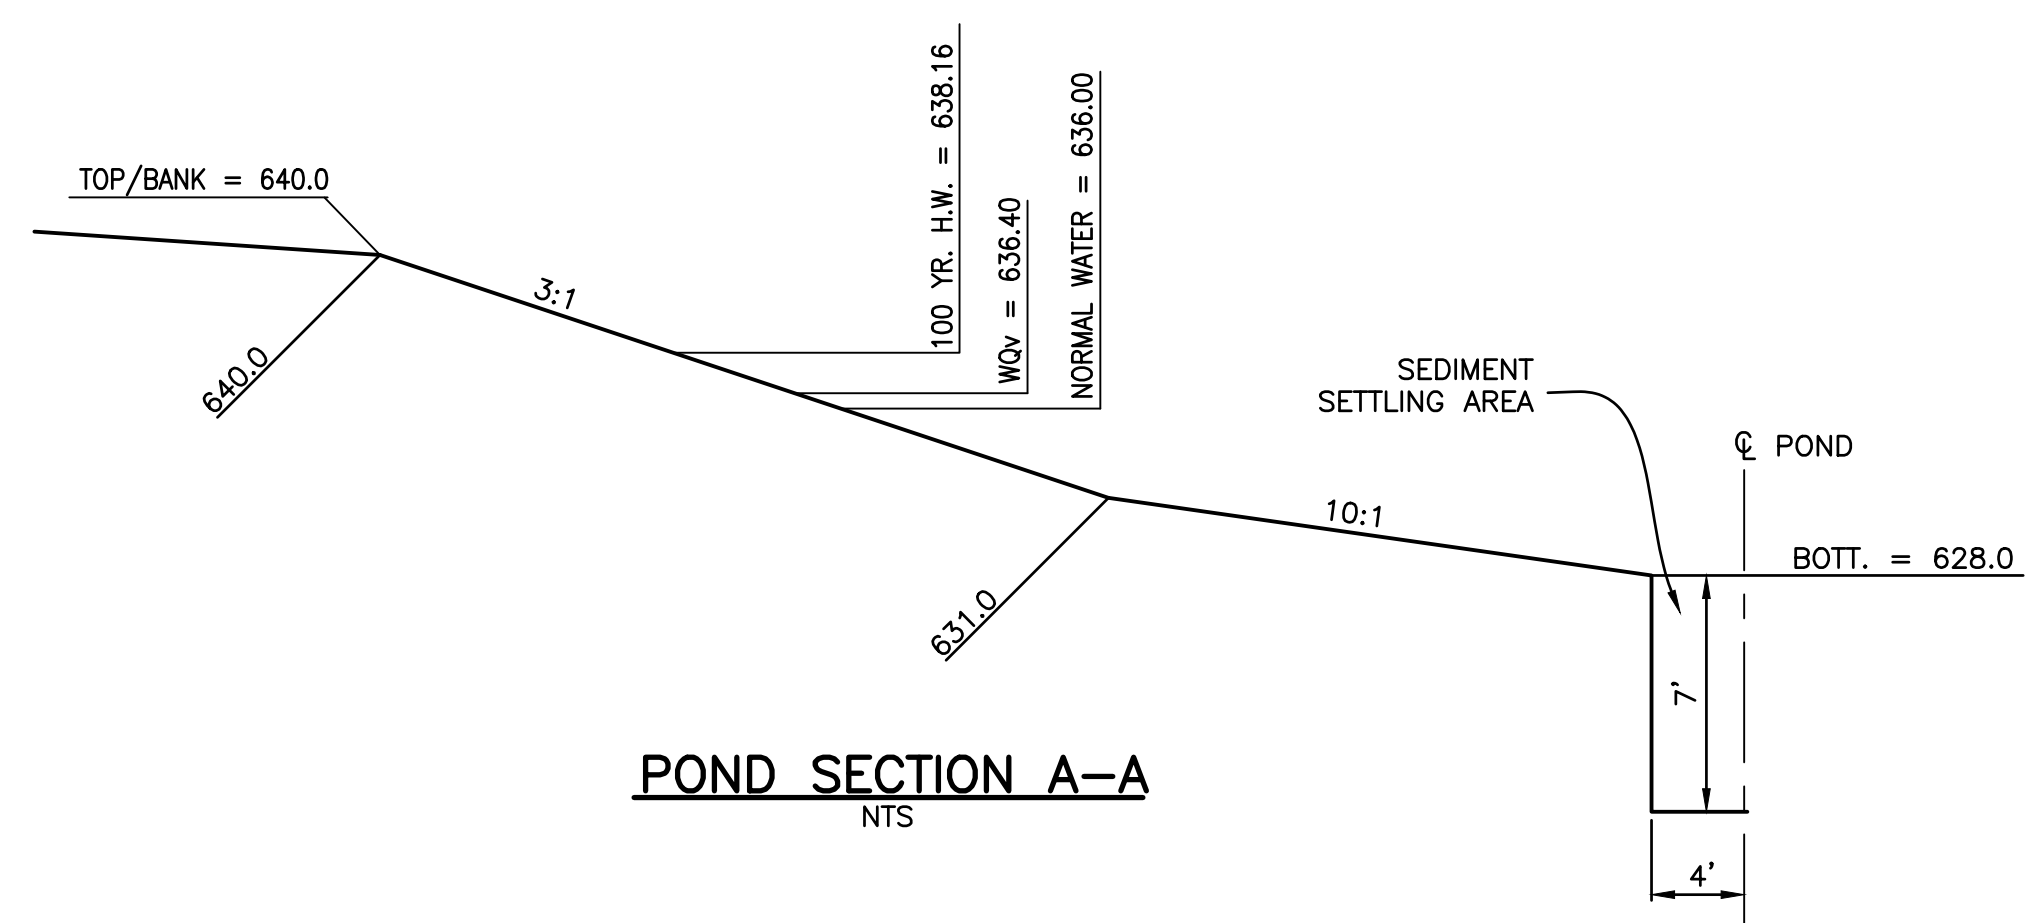 TOP/BANK = 640.0
640.0
3:1
100 YR. H.W. = 638.16
WQv = 636.40
NORMAL WATER = 636.00
SEDIMENT
SETTLING AREA
℄ POND
10:1
631.0
BOTT. = 628.0
7'
4'
POND SECTION A-A
NTS